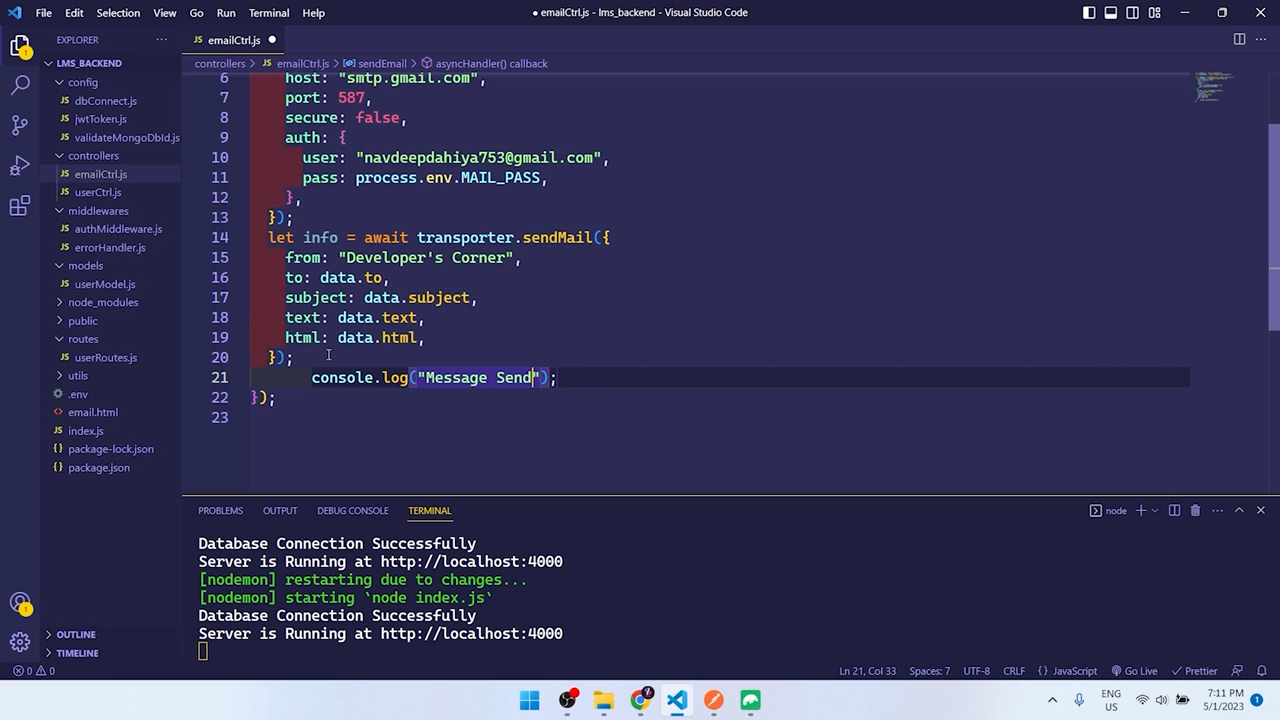 File Edit Selection View Go Run Terminal Help
● emailCtrl.js - lms_backend - Visual Studio Code
EXPLORER
LMS_BACKEND
config
JS dbConnect.js
JS jwtToken.js
JS validateMongoDbId.js
controllers
JS emailCtrl.js
JS userCtrl.js
middlewares
JS authMiddleware.js
JS errorHandler.js
models
JS userModel.js
node_modules
public
routes
JS userRoutes.js
utils
.env
email.html
JS index.js
package-lock.json
package.json
OUTLINE
TIMELINE
JS emailCtrl.js ●
controllers > JS emailCtrl.js > sendEmail > asyncHandler() callback
6 host: "smtp.gmail.com",
7 port: 587,
8 secure: false,
9 auth: {
10 user: "navdeepdahiya753@gmail.com",
11 pass: process.env.MAIL_PASS,
12 },
13 });
14 let info = await transporter.sendMail({
15 from: "Developer's Corner",
16 to: data.to,
17 subject: data.subject,
18 text: data.text,
19 html: data.html,
20 });
21 console.log("Message Send");
22 });
23
PROBLEMS OUTPUT DEBUG CONSOLE TERMINAL
node
Database Connection Successfully
Server is Running at http://localhost:4000
[nodemon] restarting due to changes...
[nodemon] starting `node index.js`
Database Connection Successfully
Server is Running at http://localhost:4000
0 0
Ln 21, Col 33 Spaces: 7 UTF-8 CRLF {} JavaScript Go Live Prettier
ENG
US
7:11 PM
5/1/2023
1